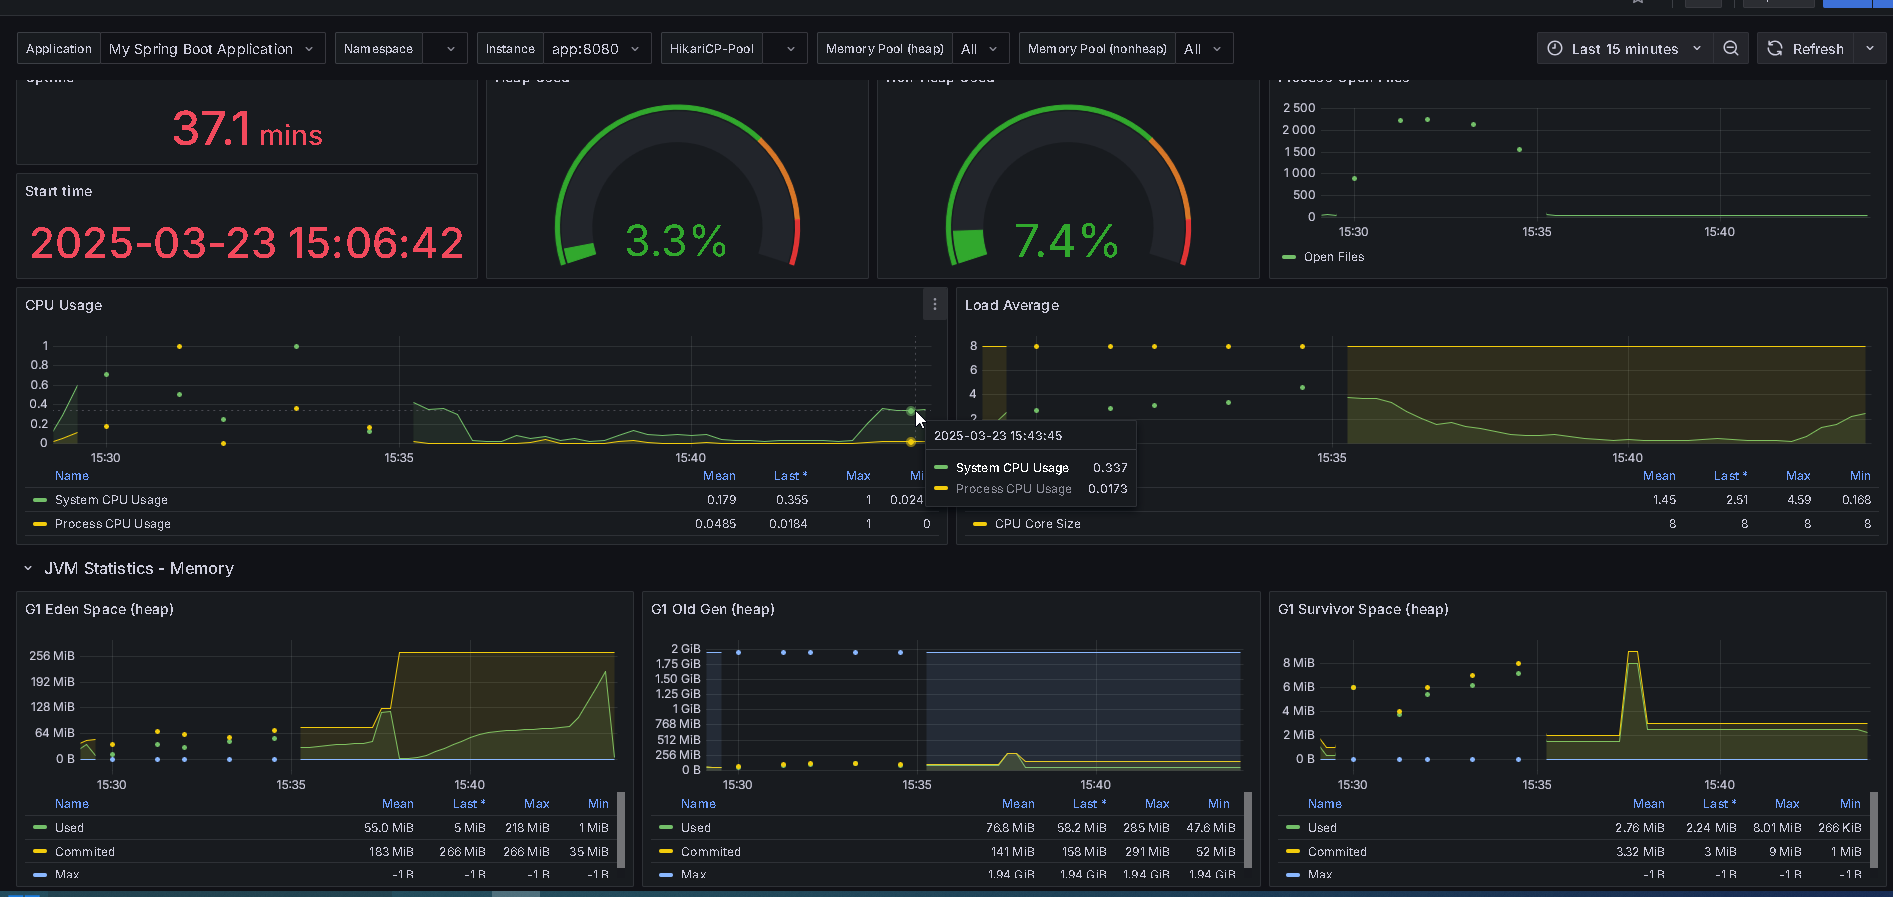 Application My Spring Boot Application Namespace Instance app:8080 HikariCP-Pool Memory Pool (heap) All Memory Pool (nonheap) All Last 15 minutes Refresh
37.1 mins
Start time
2025-03-23 15:06:42
3.3%
7.4%
2 500
2 000
1 500
1 000
500
0
15:30 15:35 15:40
Open Files
CPU Usage
1
0.8
0.6
0.4
0.2
0
15:30 15:35 15:40
Name Mean Last * Max Mi
System CPU Usage 0.179 0.355 1 0.024
Process CPU Usage 0.0485 0.0184 1 0
Load Average
8
6
4
2
15:35 15:40
Mean Last * Max Min
1.45 2.51 4.59 0.168
CPU Core Size 8 8 8 8
2025-03-23 15:43:45
System CPU Usage 0.337
Process CPU Usage 0.0173
JVM Statistics - Memory
G1 Eden Space (heap)
256 MiB
192 MiB
128 MiB
64 MiB
0 B
15:30 15:35 15:40
Name Mean Last * Max Min
Used 55.0 MiB 5 MiB 218 MiB 1 MiB
Commited 183 MiB 266 MiB 266 MiB 35 MiB
Max -1 B -1 B -1 B -1 B
G1 Old Gen (heap)
2 GiB
1.75 GiB
1.50 GiB
1.25 GiB
1 GiB
768 MiB
512 MiB
256 MiB
0 B
15:30 15:35 15:40
Name Mean Last * Max Min
Used 76.8 MiB 58.2 MiB 285 MiB 47.6 MiB
Commited 141 MiB 158 MiB 291 MiB 52 MiB
Max 1.94 GiB 1.94 GiB 1.94 GiB 1.94 GiB
G1 Survivor Space (heap)
8 MiB
6 MiB
4 MiB
2 MiB
0 B
15:30 15:35 15:40
Name Mean Last * Max Min
Used 2.76 MiB 2.24 MiB 8.01 MiB 266 KiB
Commited 3.32 MiB 3 MiB 9 MiB 1 MiB
Max -1 B -1 B -1 B -1 B